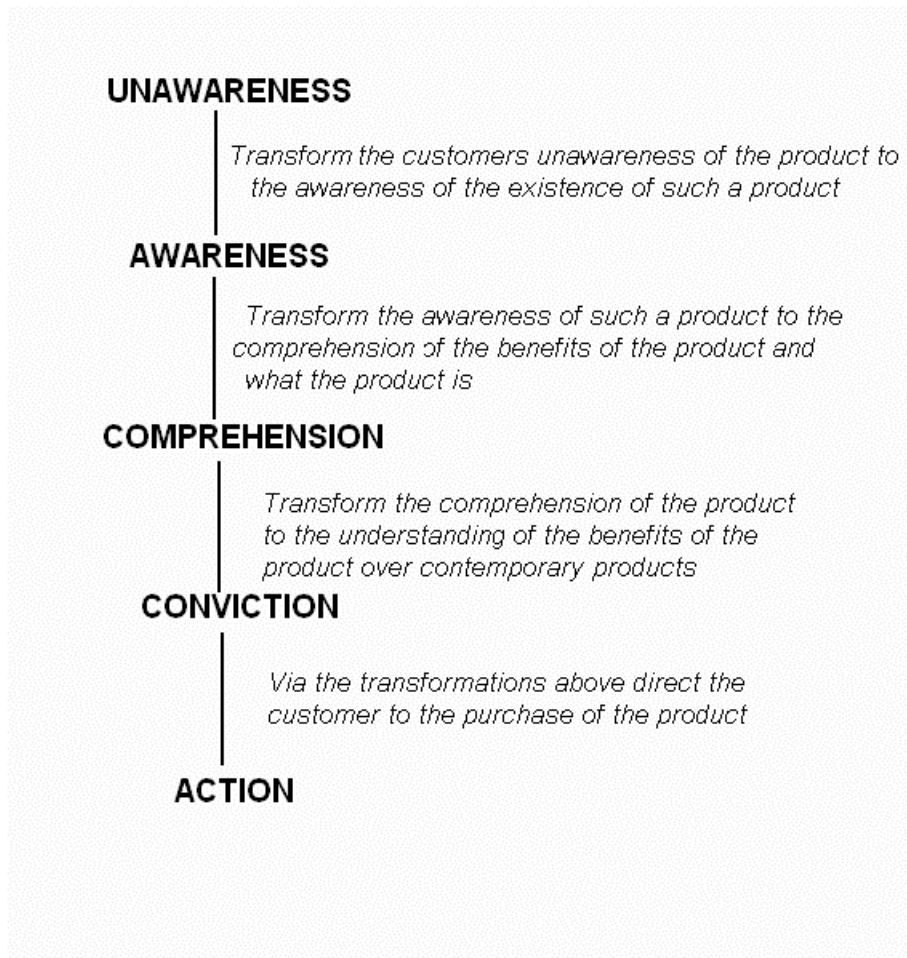 UNAWARENESS
Transform the customers unawareness of the product to
the awareness of the existence of such a product
AWARENESS
Transform the awareness of such a product to the
comprehension of the benefits of the product and
what the product is
COMPREHENSION
Transform the comprehension of the product
to the understanding of the benefits of the
product over contemporary products
CONVICTION
Via the transformations above direct the
customer to the purchase of the product
ACTION